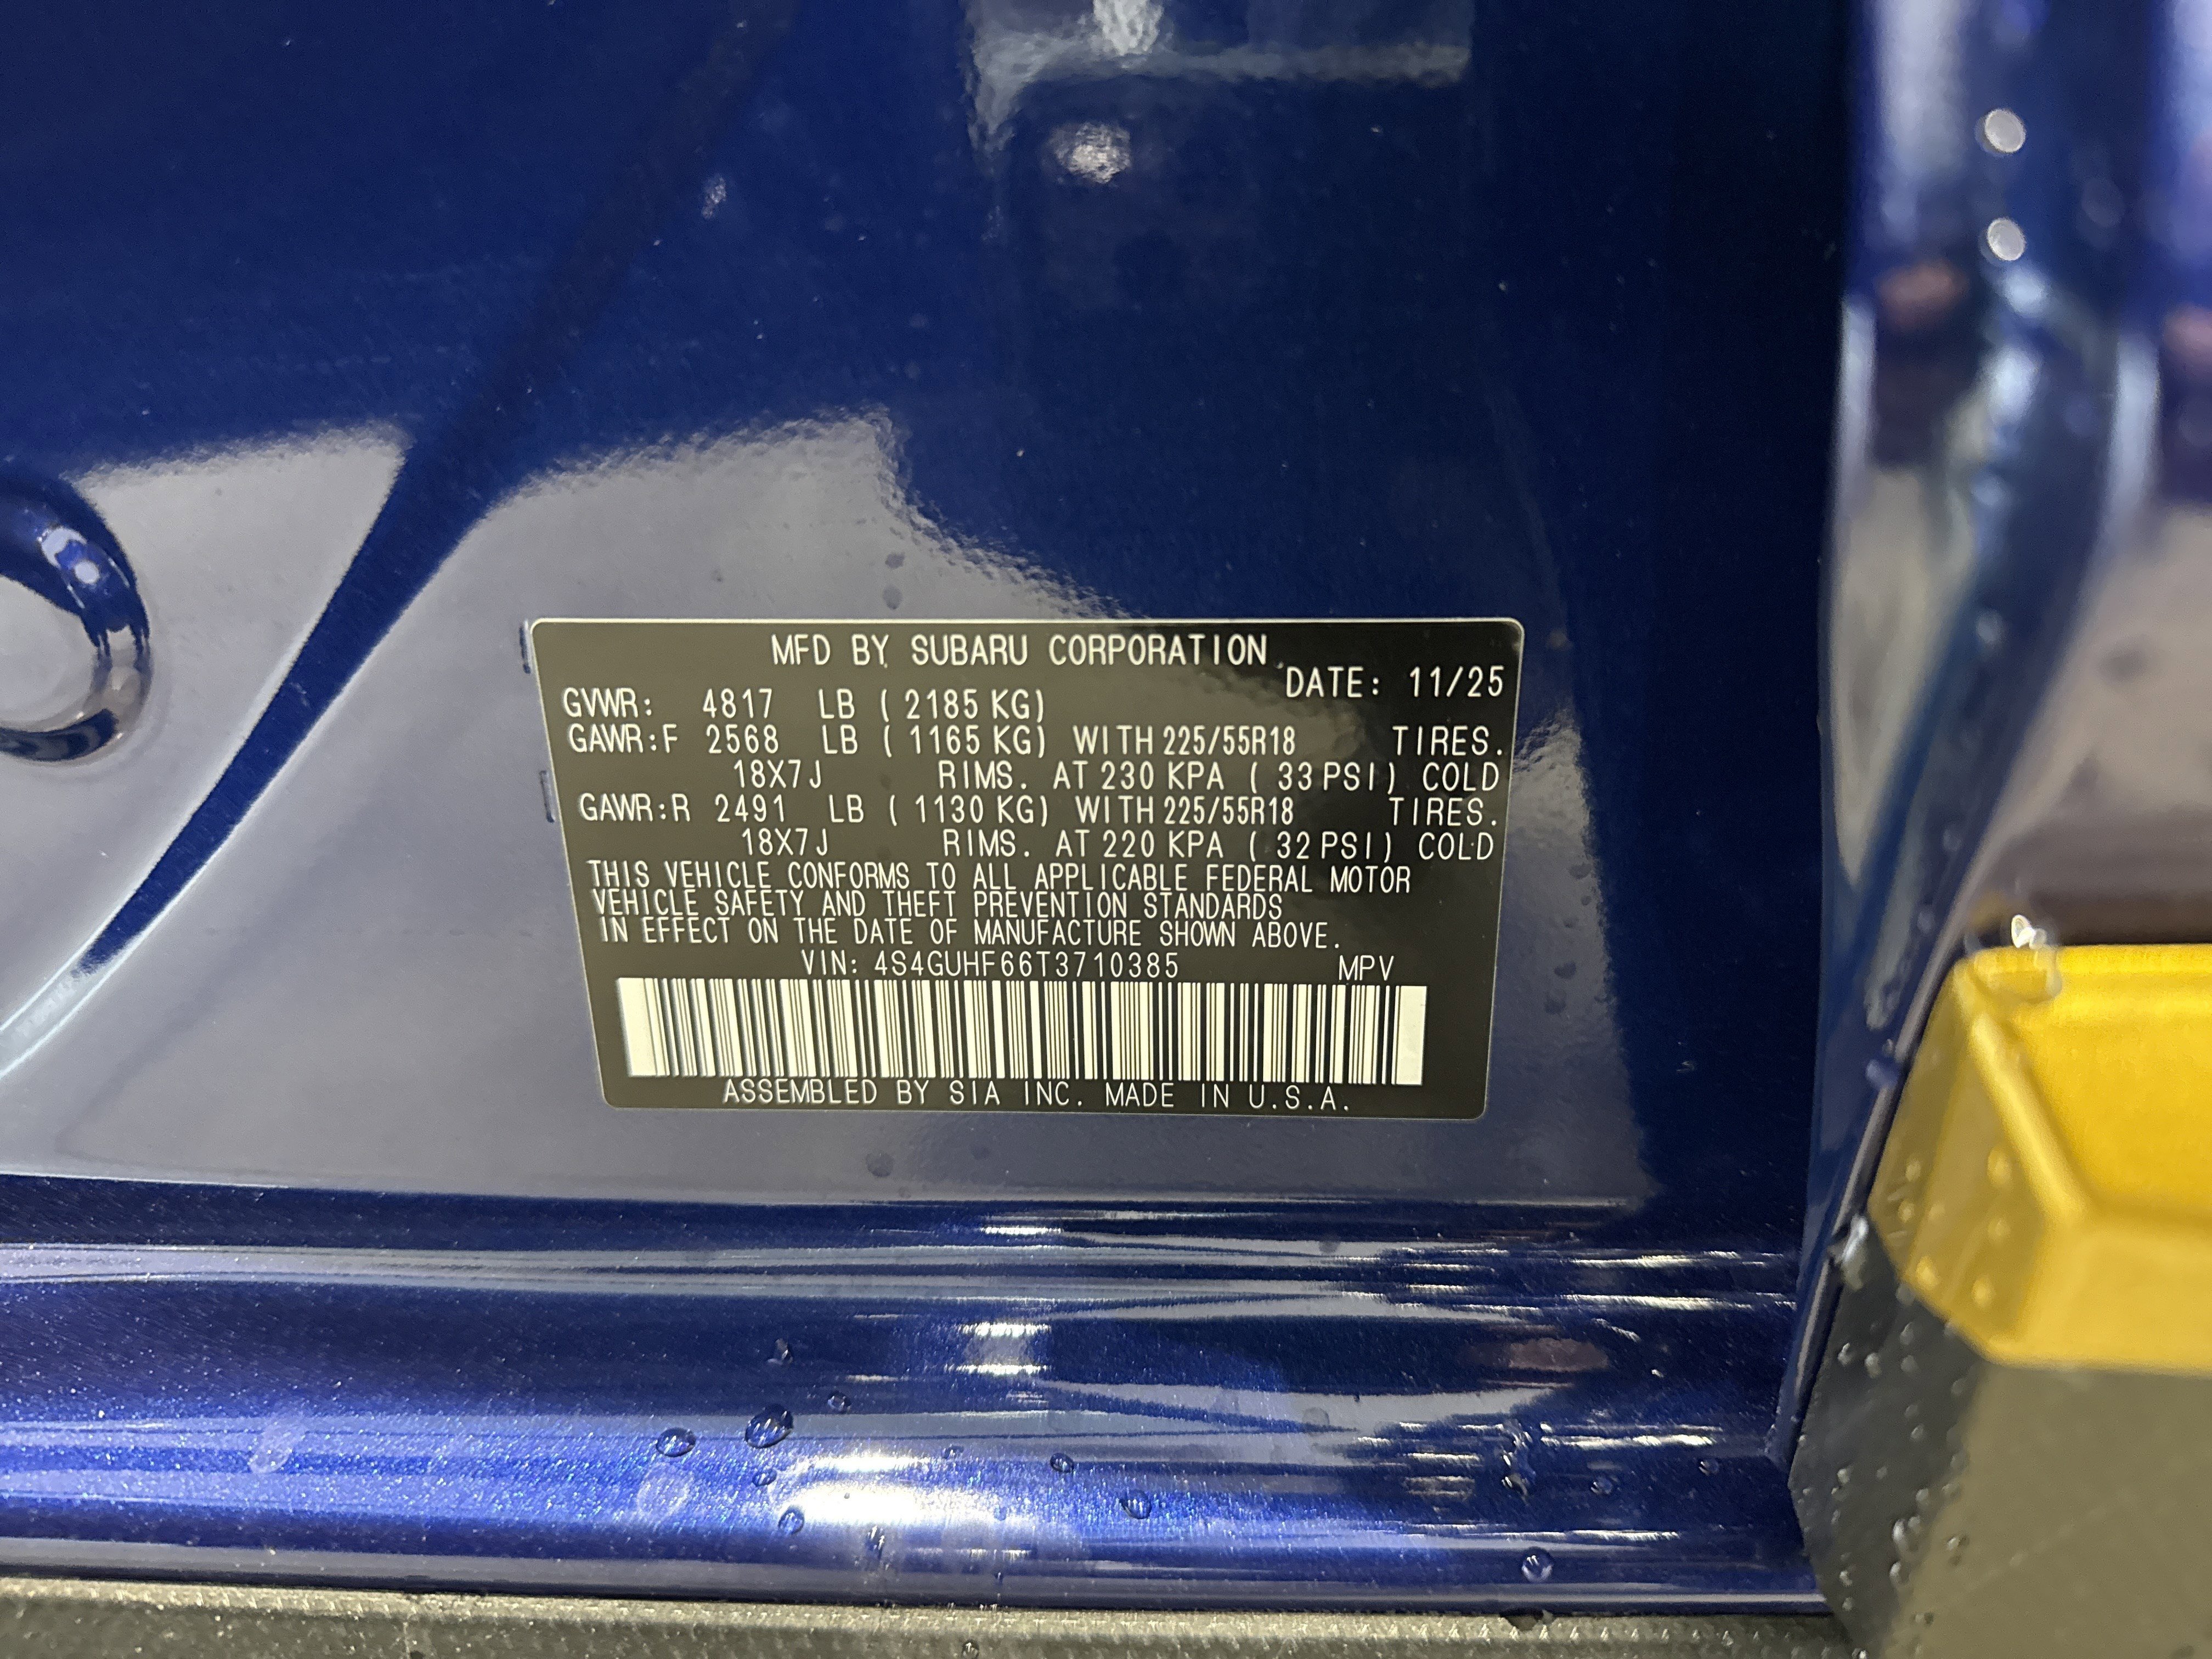 MFD BY SUBARU CORPORATION
DATE: 11/25
GVWR: 4817 LB ( 2185 KG)
GAWR:F 2568 LB ( 1165 KG) WITH 225/55R18 TIRES.
18X7J RIMS. AT 230 KPA ( 33 PSI) COLD
GAWR:R 2491 LB ( 1130 KG) WITH 225/55R18 TIRES.
18X7J RIMS. AT 220 KPA ( 32 PSI) COLD
THIS VEHICLE CONFORMS TO ALL APPLICABLE FEDERAL MOTOR
VEHICLE SAFETY AND THEFT PREVENTION STANDARDS
IN EFFECT ON THE DATE OF MANUFACTURE SHOWN ABOVE.
VIN: 4S4GUHF66T3710385 MPV
ASSEMBLED BY SIA INC. MADE IN U.S.A.